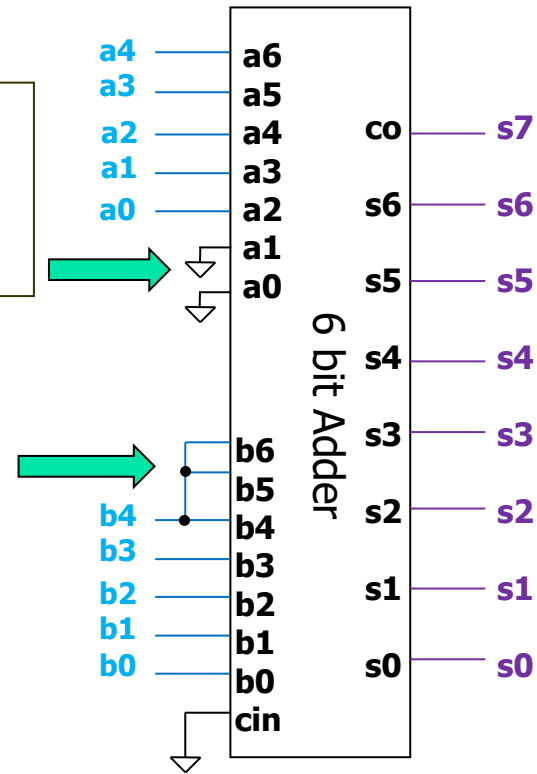 a4 a6
a3 a5
a2 a4 co s7
a1 a3
a0 a2 s6 s6
a1
a0 s5 s5
6 bit Adder
s4 s4
b6 s3 s3
b5
b4 b4 s2 s2
b3 b3
b2 b2 s1 s1
b1 b1
b0 b0 s0 s0
cin